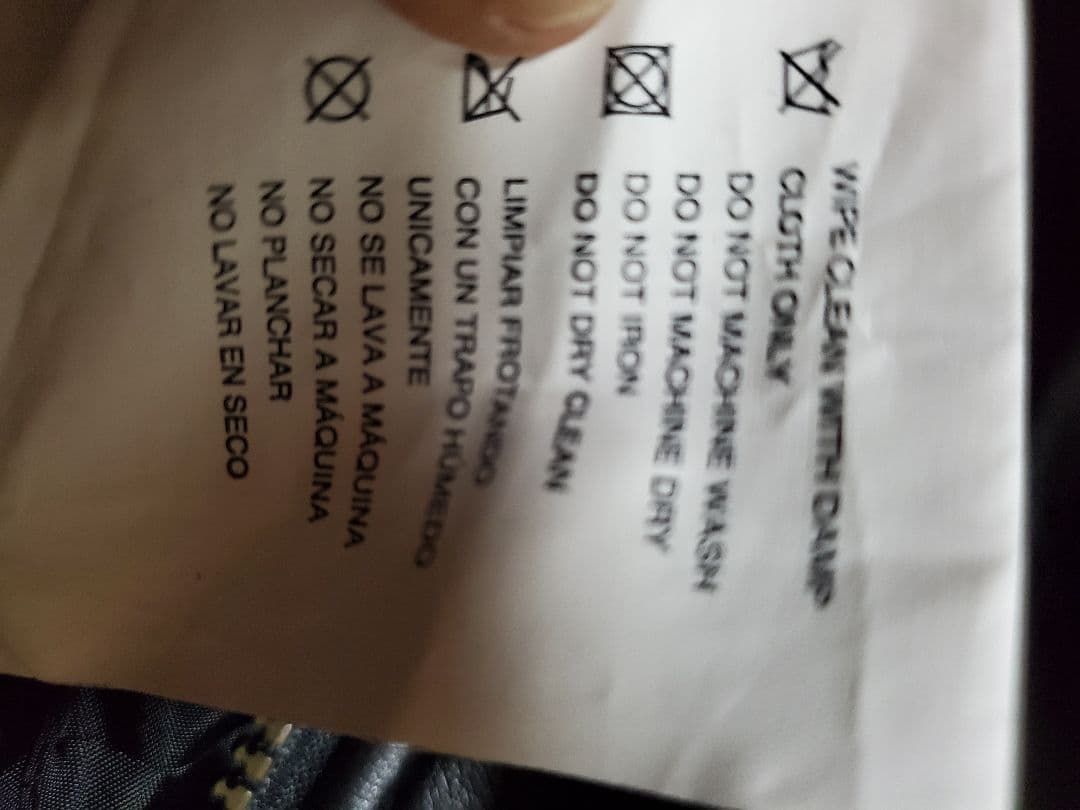 WIPE CLEAN WITH DAMP
CLOTH ONLY
DO NOT MACHINE WASH
DO NOT MACHINE DRY
DO NOT IRON
DO NOT DRY CLEAN
LIMPIAR FROTANDO
CON UN TRAPO HÚMEDO
UNICAMENTE
NO SE LAVA A MÁQUINA
NO SECAR A MÁQUINA
NO PLANCHAR
NO LAVAR EN SECO